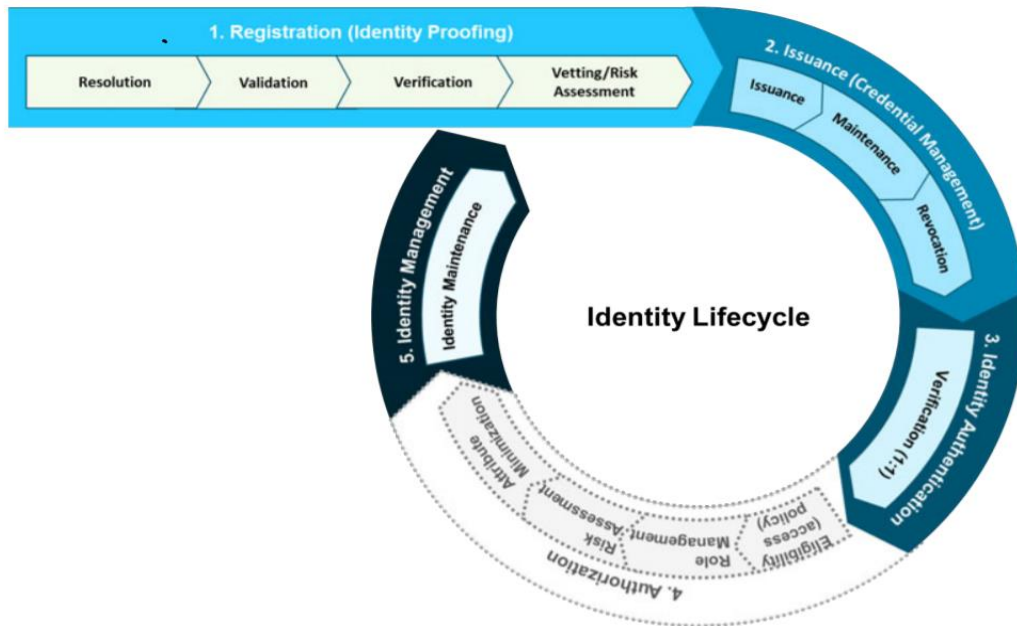 1. Registration (Identity Proofing)
Resolution
Validation
Verification
Vetting/Risk
Assessment
2. Issuance (Credential Management)
Issuance
Maintenance
Revocation
3. Identity Authentication
Verification (1:1)
4. Authorization
Eligibility
(access
policy)
Role
Management
Risk
Assessment
Attribute
Minimization
5. Identity Management
Identity Maintenance
Identity Lifecycle